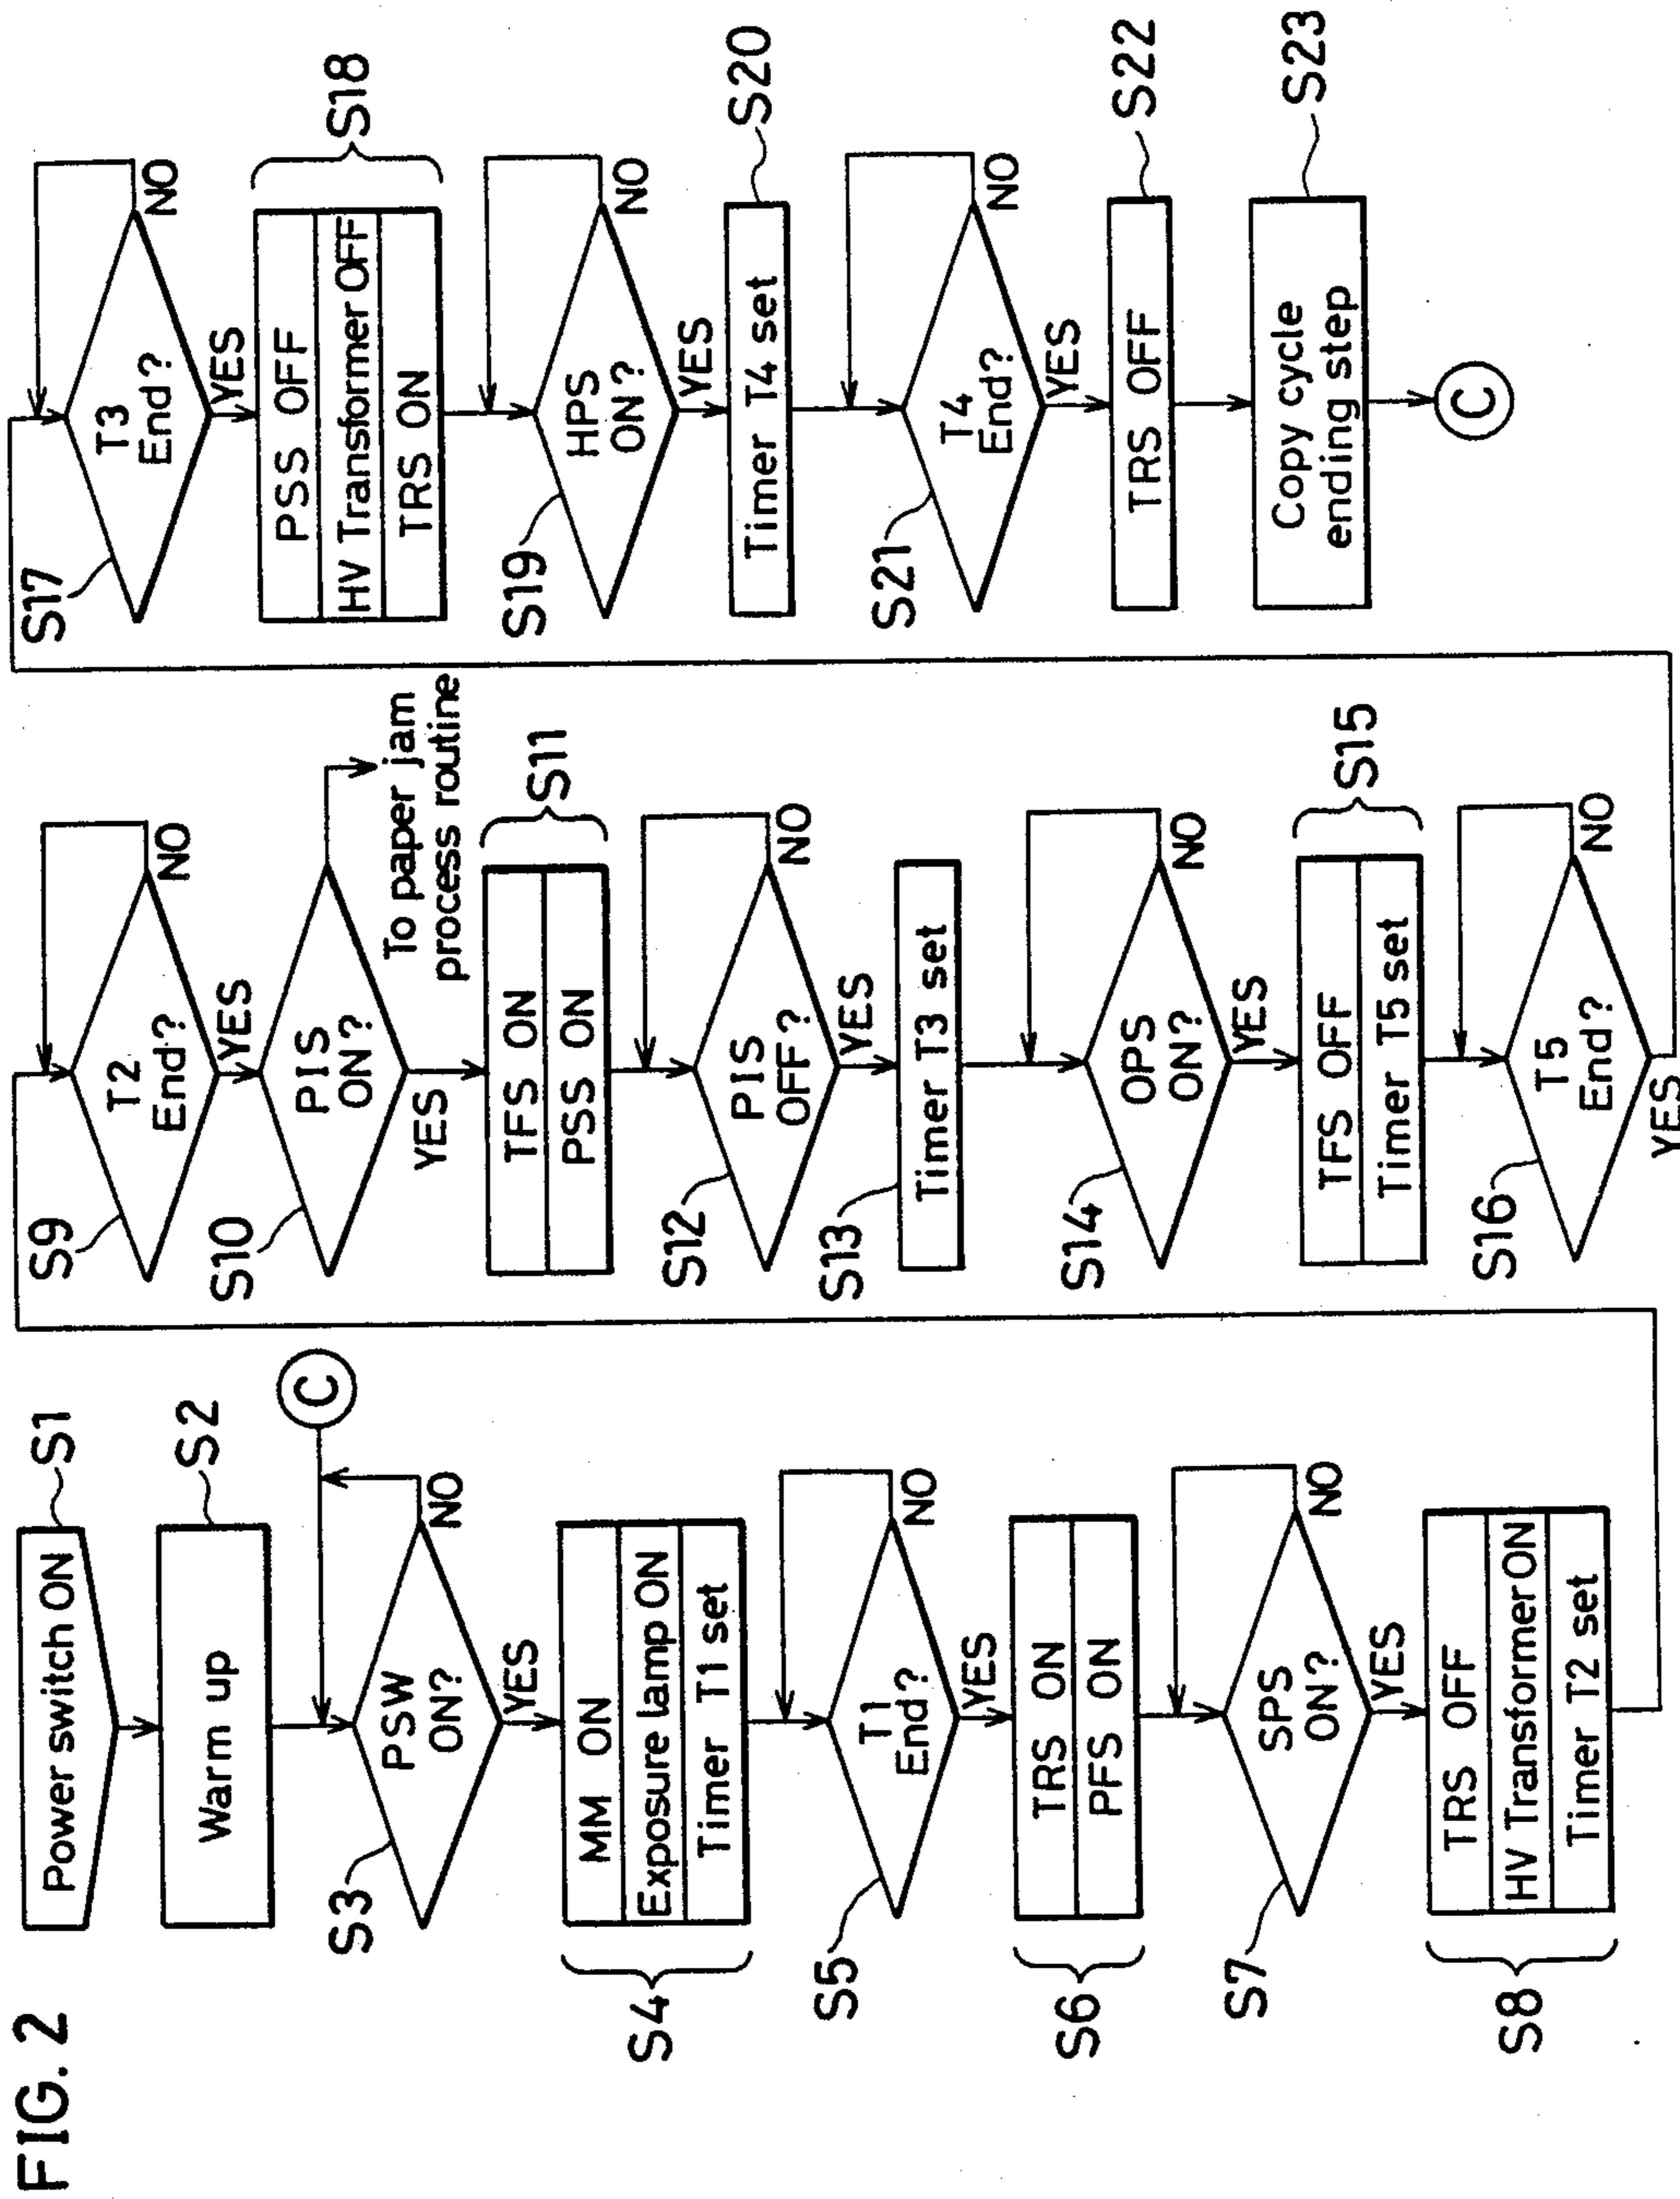 FIG. 2
Power switch ON
S1
Warm up
S2
C
S3
PSW
ON?
NO
YES
S4
MM ON
Exposure lamp ON
Timer T1 set
S5
T1
End?
NO
YES
S6
TRS ON
PFS ON
S7
SPS
ON?
NO
YES
S8
TRS OFF
HV Transformer ON
Timer T2 set
S9
T2
End?
NO
YES
S10
PIS
ON?
To paper jam
process routine
YES
TFS ON
PSS ON
S11
S12
PIS
OFF?
NO
YES
S13
Timer T3 set
S14
OPS
ON?
NO
YES
TFS OFF
Timer T5 set
S15
S16
T5
End?
NO
YES
S17
T3
End?
NO
YES
PSS OFF
HV Transformer OFF
TRS ON
S18
S19
HPS
ON?
NO
YES
Timer T4 set
S20
S21
T4
End?
NO
YES
TRS OFF
S22
Copy cycle
ending step
S23
C